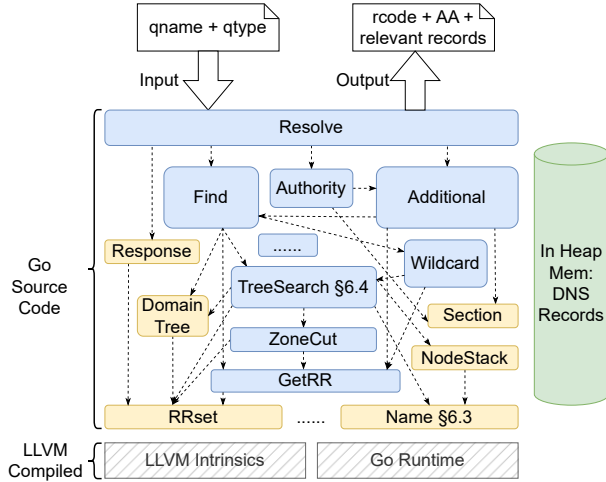 qname + qtype
rcode + AA +
relevant records
Input
Output
Resolve
Find
Authority
Additional
Response
......
Wildcard
In Heap
Mem:
DNS
Records
Go
Source
Code
Domain
Tree
TreeSearch §6.4
Section
ZoneCut
NodeStack
GetRR
RRset
......
Name §6.3
LLVM
Compiled
LLVM Intrinsics
Go Runtime